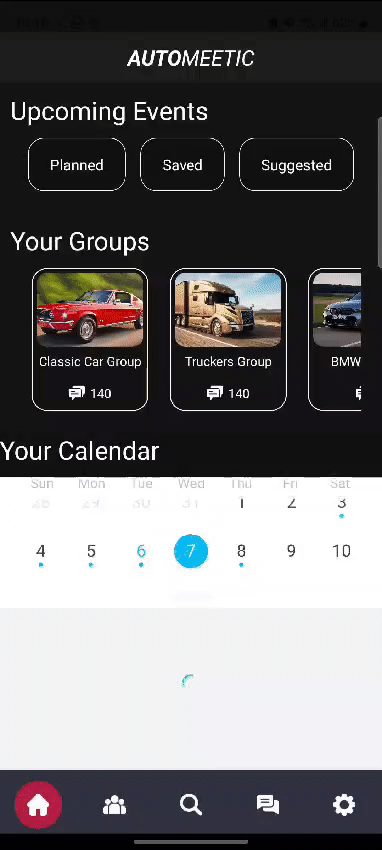 AUTOMEETIC
Upcoming Events
Planned Saved Suggested
Your Groups
Classic Car Group Truckers Group BMW
140 140
Your Calendar
Sun Mon Tue Wed Thu Fri Sat
28 29 30 31 1 2 3
4 5 6 7 8 9 10